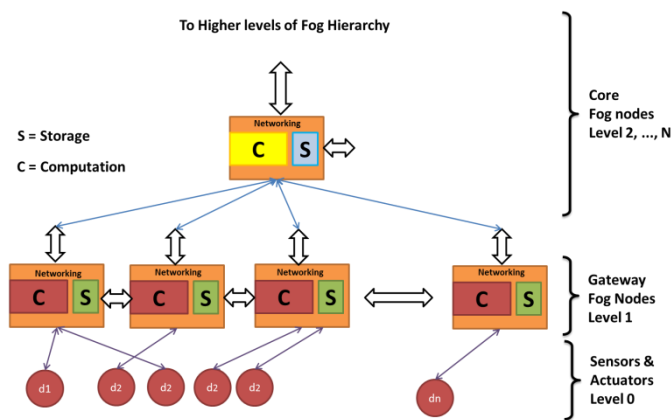 To Higher levels of Fog Hierarchy
Networking
C S
S = Storage
C = Computation
Core
Fog nodes
Level 2, ..., N
Networking
C S
Networking
C S
Networking
C S
Networking
C S
Gateway
Fog Nodes
Level 1
d1
d2
d2
d2
d2
dn
Sensors &
Actuators
Level 0